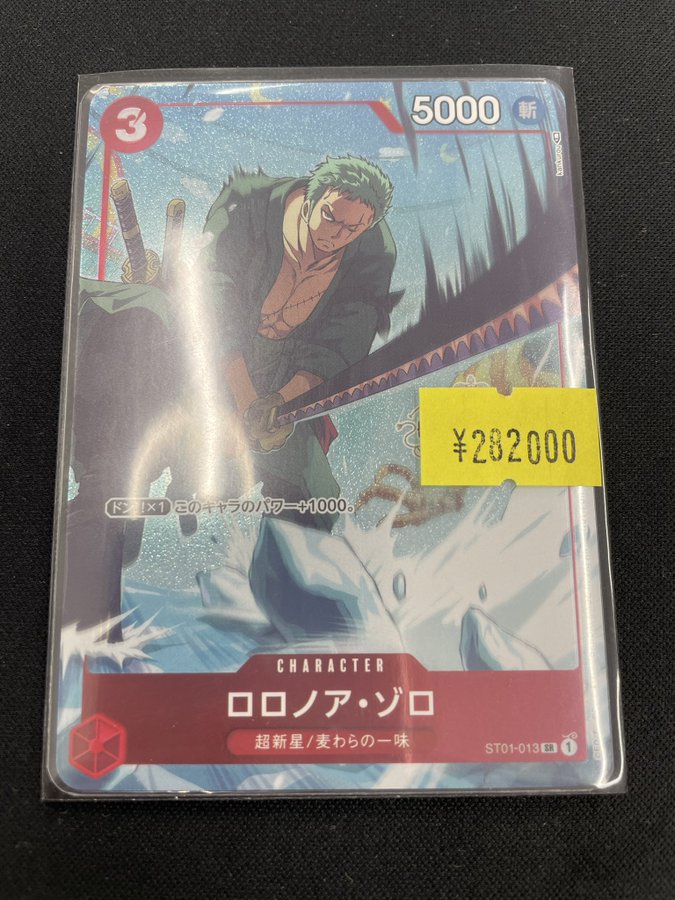 3
5000 斬
kankurou
¥282000
ドン!!×1 このキャラのパワー+1000。
CHARACTER
ロロノア・ゾロ
超新星/麦わらの一味
ST01-013 SR 1